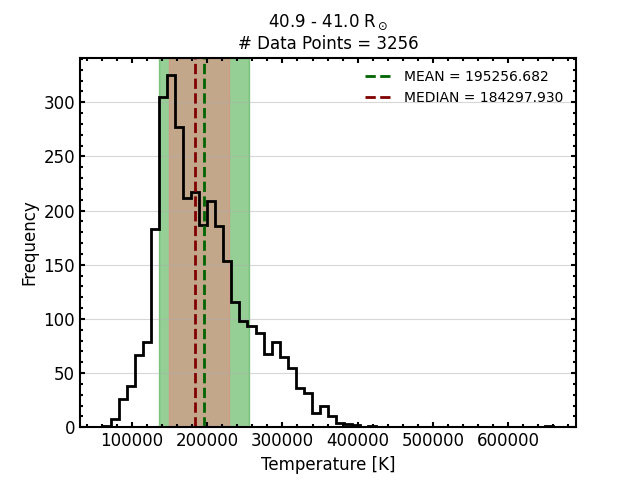 40.9 - 41.0 R⊙
# Data Points = 3256
MEAN = 195256.682
MEDIAN = 184297.930
Frequency
300
250
200
150
100
50
0
100000 200000 300000 400000 500000 600000
Temperature [K]